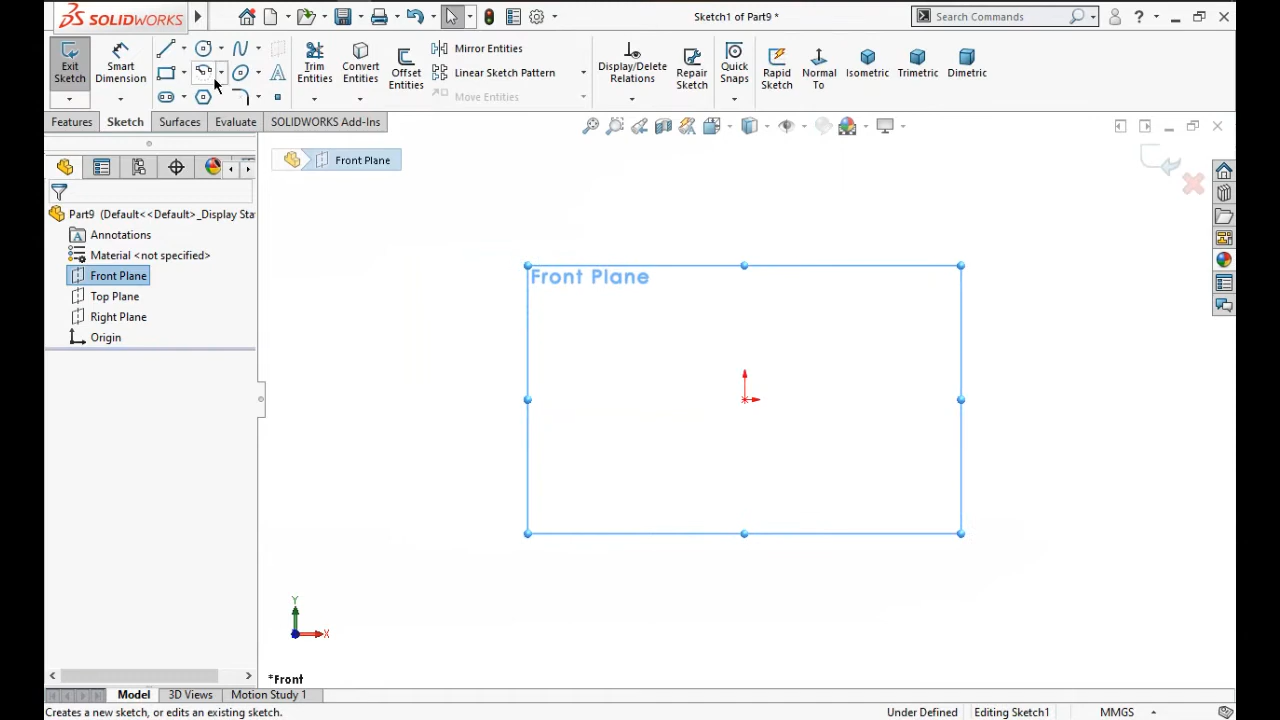 SOLIDWORKS
Sketch1 of Part9 *
Search Commands
?
Exit Sketch
Smart Dimension
Trim Entities
Convert Entities
Offset Entities
Mirror Entities
Linear Sketch Pattern
Move Entities
Display/Delete Relations
Repair Sketch
Quick Snaps
Rapid Sketch
Normal To
Isometric
Trimetric
Dimetric
Features
Sketch
Surfaces
Evaluate
SOLIDWORKS Add-Ins
Front Plane
Part9 (Default<<Default>_Display Sta
Annotations
Material <not specified>
Front Plane
Top Plane
Right Plane
Origin
Front Plane
Y
X
*Front
Model
3D Views
Motion Study 1
Creates a new sketch, or edits an existing sketch.
Under Defined
Editing Sketch1
MMGS